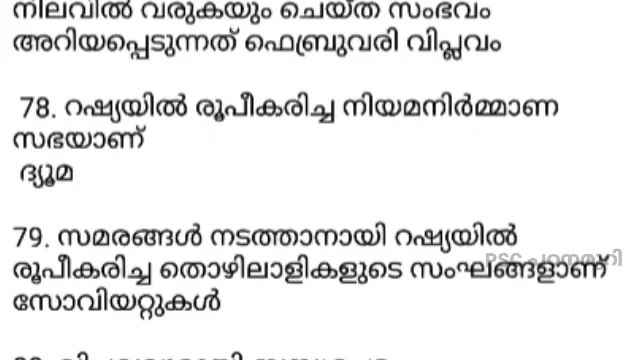 നിലവിൽ വരുകയും ചെയ്ത സംഭവം
അറിയപ്പെടുന്നത് ഫെബ്രുവരി വിപ്ലവം
78. റഷ്യയിൽ രൂപീകരിച്ച നിയമനിർമ്മാണ
സഭയാണ്
ദ്യൂമ
79. സമരങ്ങൾ നടത്താനായി റഷ്യയിൽ
രൂപീകരിച്ച തൊഴിലാളികളുടെ സംഘങ്ങളാണ്
സോവിയറ്റുകൾ